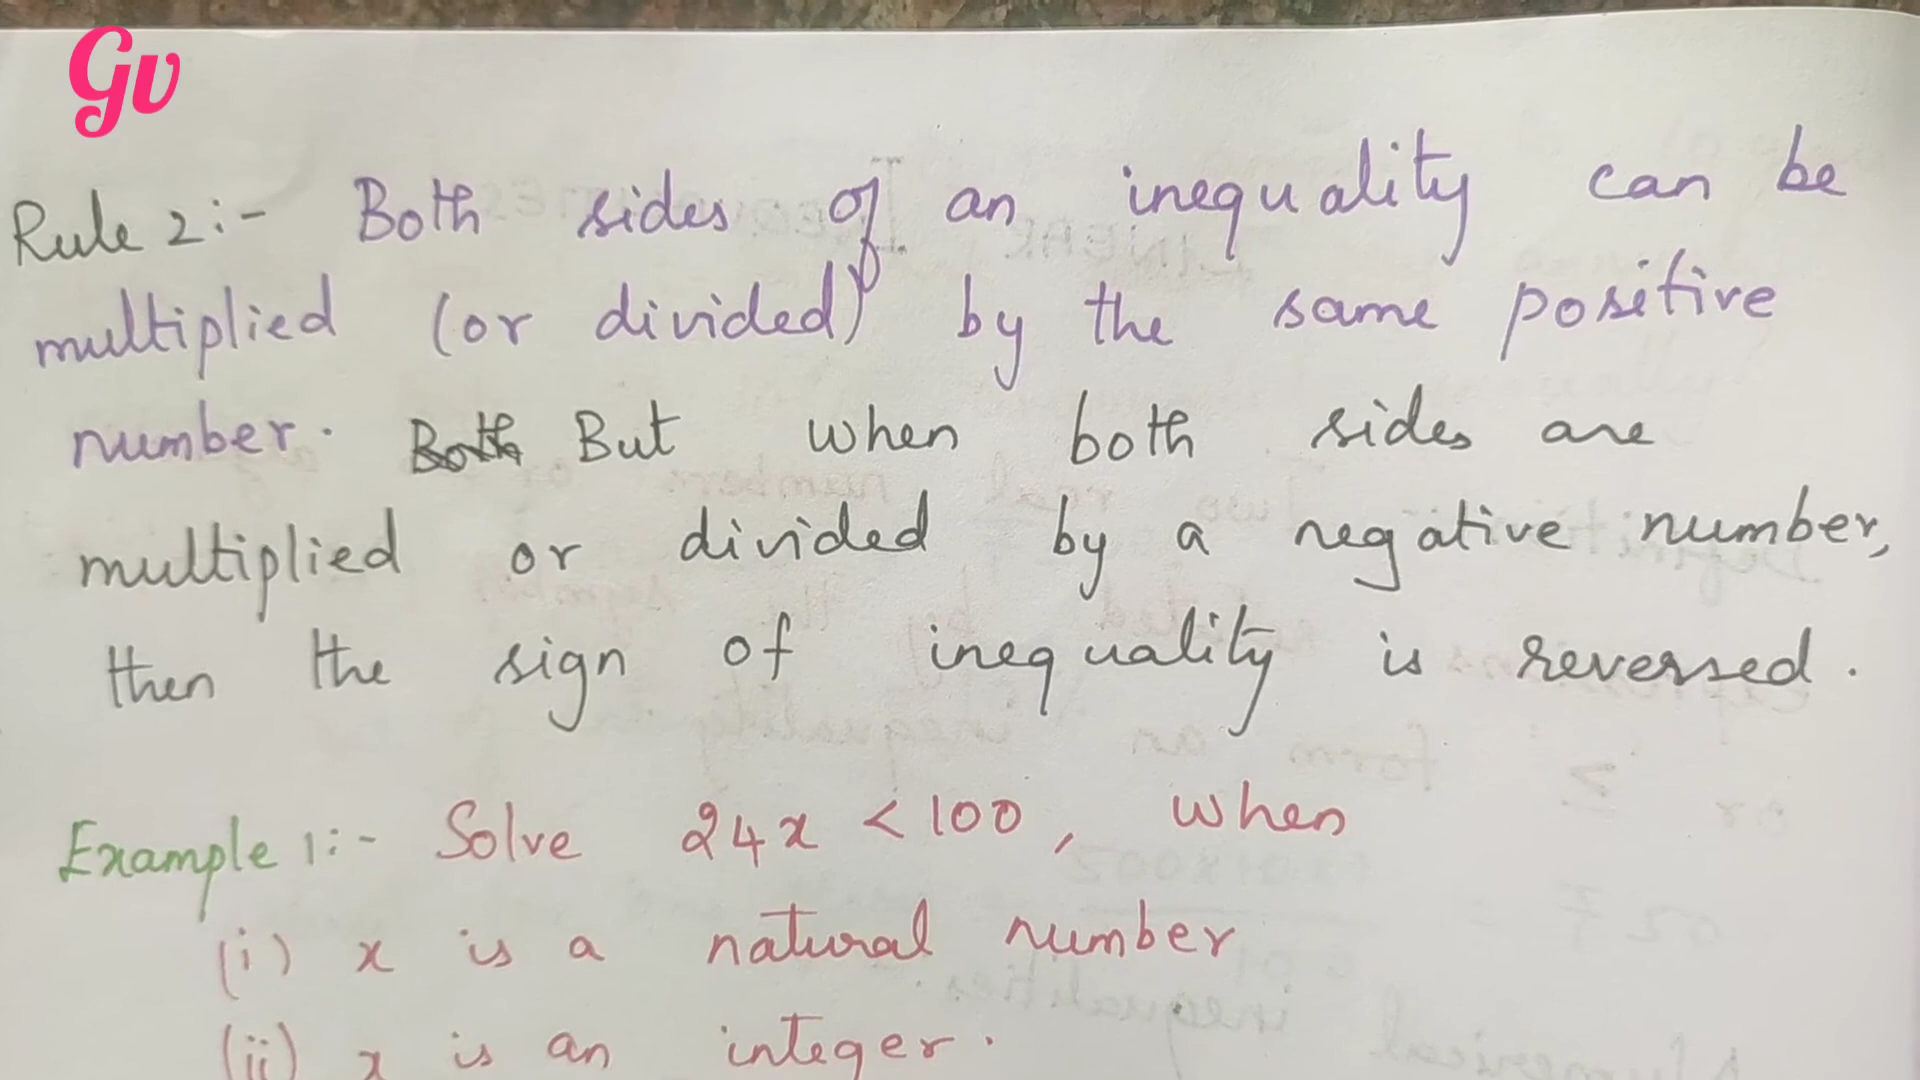 Gv
Rule 2:- Both sides of an inequality can be
multiplied (or divided) by the same positive
number. Both But when both sides are
multiplied or divided by a negative number,
then the sign of inequality is reversed.
Example 1:- Solve 24x < 100, when
(i) x is a natural number
(ii) x is an integer.